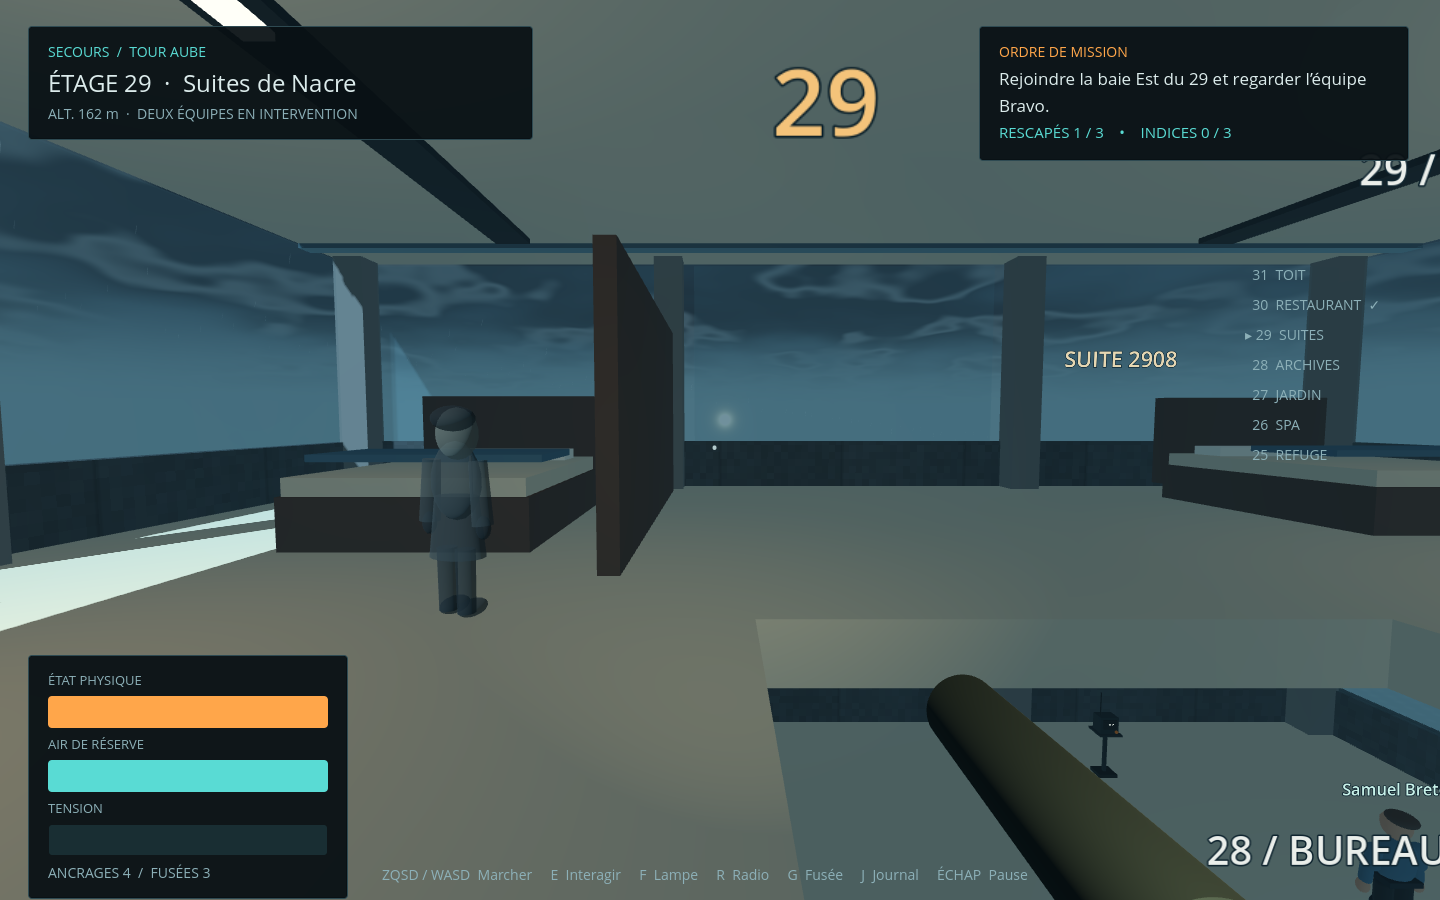 SECOURS / TOUR AUBE
ÉTAGE 29 · Suites de Nacre
ALT. 162 m · DEUX ÉQUIPES EN INTERVENTION
29
ORDRE DE MISSION
Rejoindre la baie Est du 29 et regarder l’équipe
Bravo.
RESCAPÉS 1 / 3 • INDICES 0 / 3
29 /
31 TOIT
30 RESTAURANT ✓
▸ 29 SUITES
28 ARCHIVES
27 JARDIN
26 SPA
25 REFUGE
SUITE 2908
ÉTAT PHYSIQUE
AIR DE RÉSERVE
TENSION
ANCRAGES 4 / FUSÉES 3
Samuel Bret
28 / BUREAU
ZQSD / WASD Marcher E Interagir F Lampe R Radio G Fusée J Journal ÉCHAP Pause